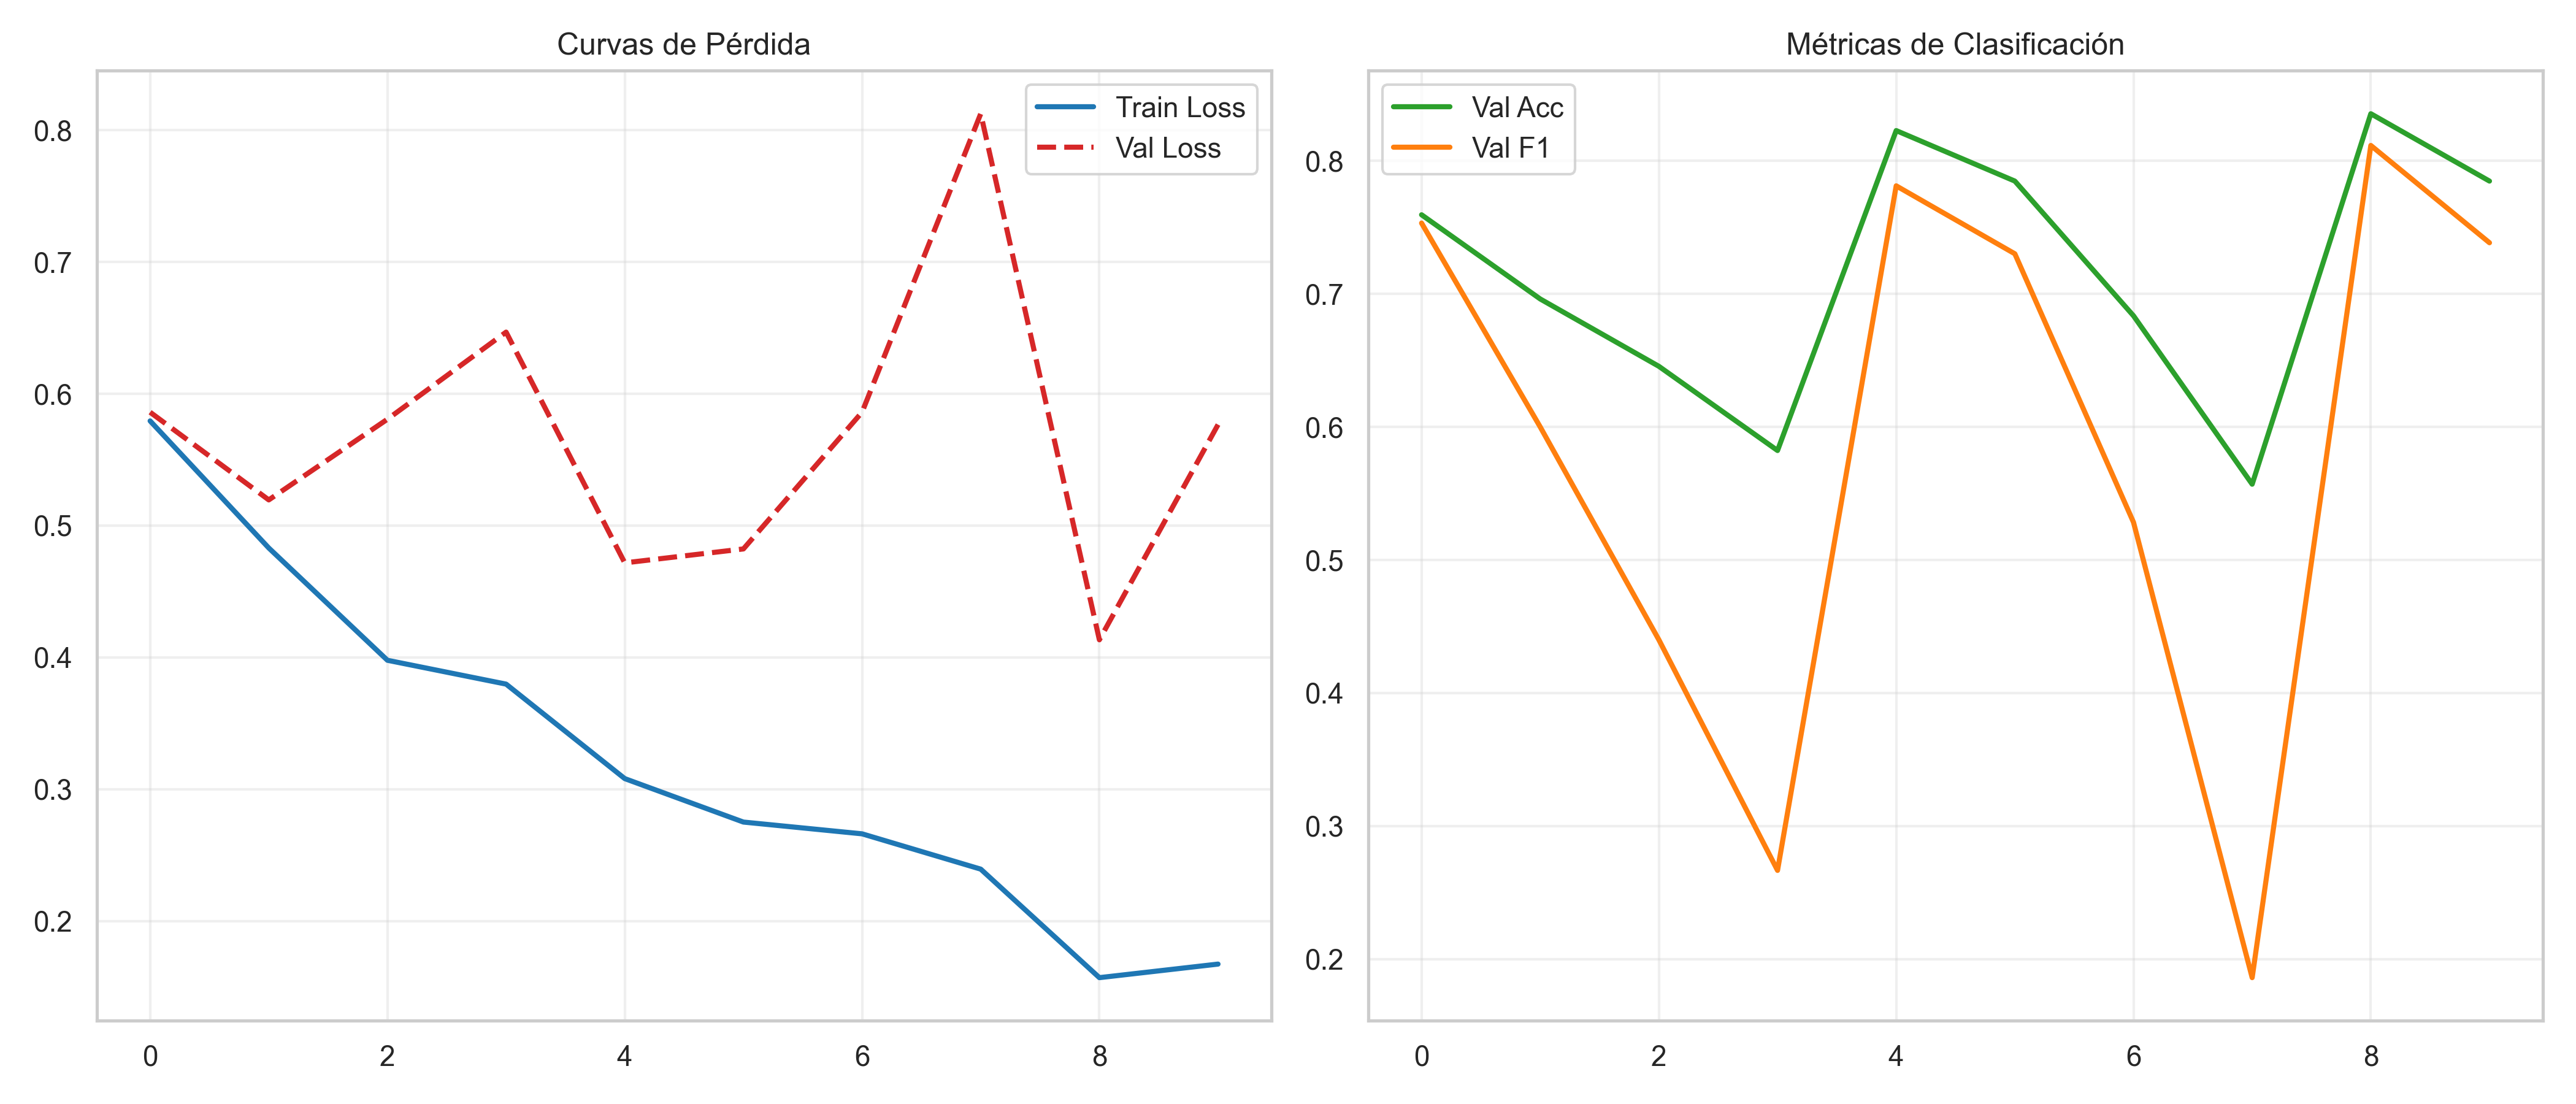 Curvas de Pérdida
Train Loss
Val Loss
0.8
0.7
0.6
0.5
0.4
0.3
0.2
0 2 4 6 8
Métricas de Clasificación
Val Acc
Val F1
0.8
0.7
0.6
0.5
0.4
0.3
0.2
0 2 4 6 8